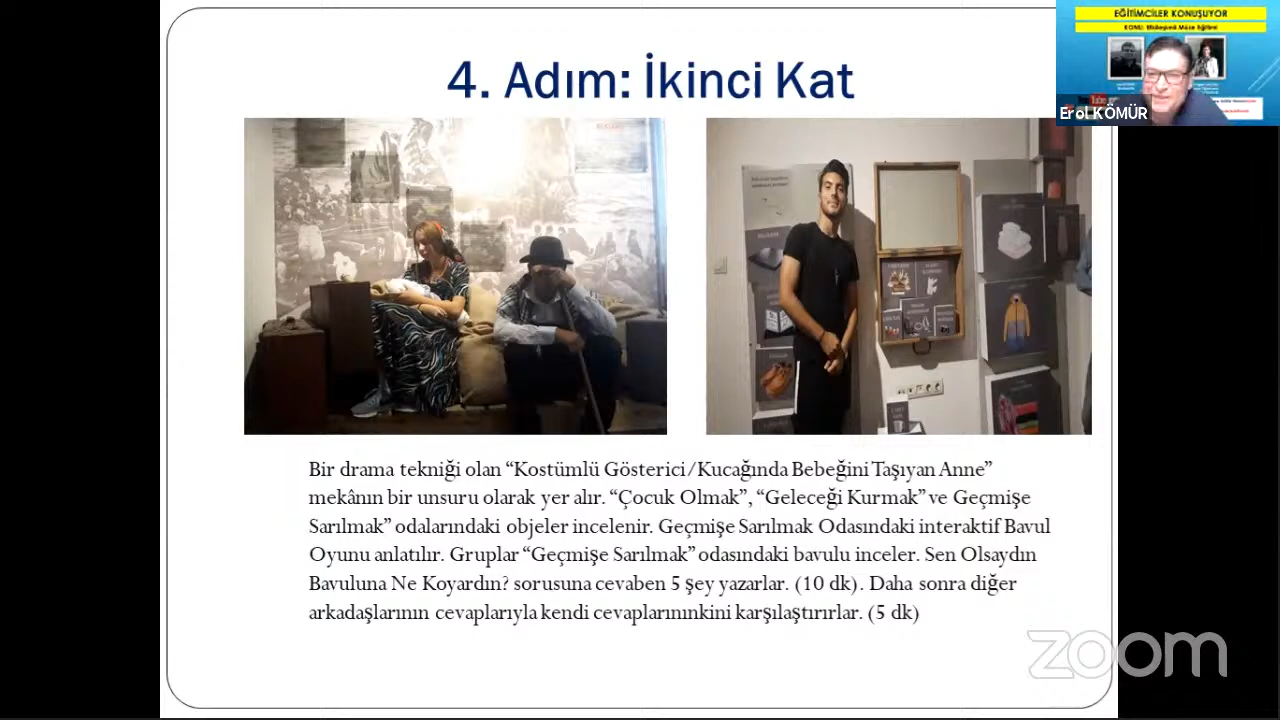 EĞİTİMCİLER KONUŞUYOR
Erol KÖMÜR
4. Adım: İkinci Kat
Bir drama tekniği olan “Kostümlü Gösterici/Kucağında Bebeğini Taşıyan Anne”
mekânın bir unsuru olarak yer alır. “Çocuk Olmak”, “Geleceği Kurmak” ve Geçmişe
Sarılmak” odalarındaki objeler incelenir. Geçmişe Sarılmak Odasındaki interaktif Bavul
Oyunu anlatılır. Gruplar “Geçmişe Sarılmak” odasındaki bavulu inceler. Sen Olsaydın
Bavuluna Ne Koyardın? sorusuna cevaben 5 şey yazarlar. (10 dk). Daha sonra diğer
arkadaşlarının cevaplarıyla kendi cevaplarınınkini karşılaştırırlar. (5 dk)
zoom